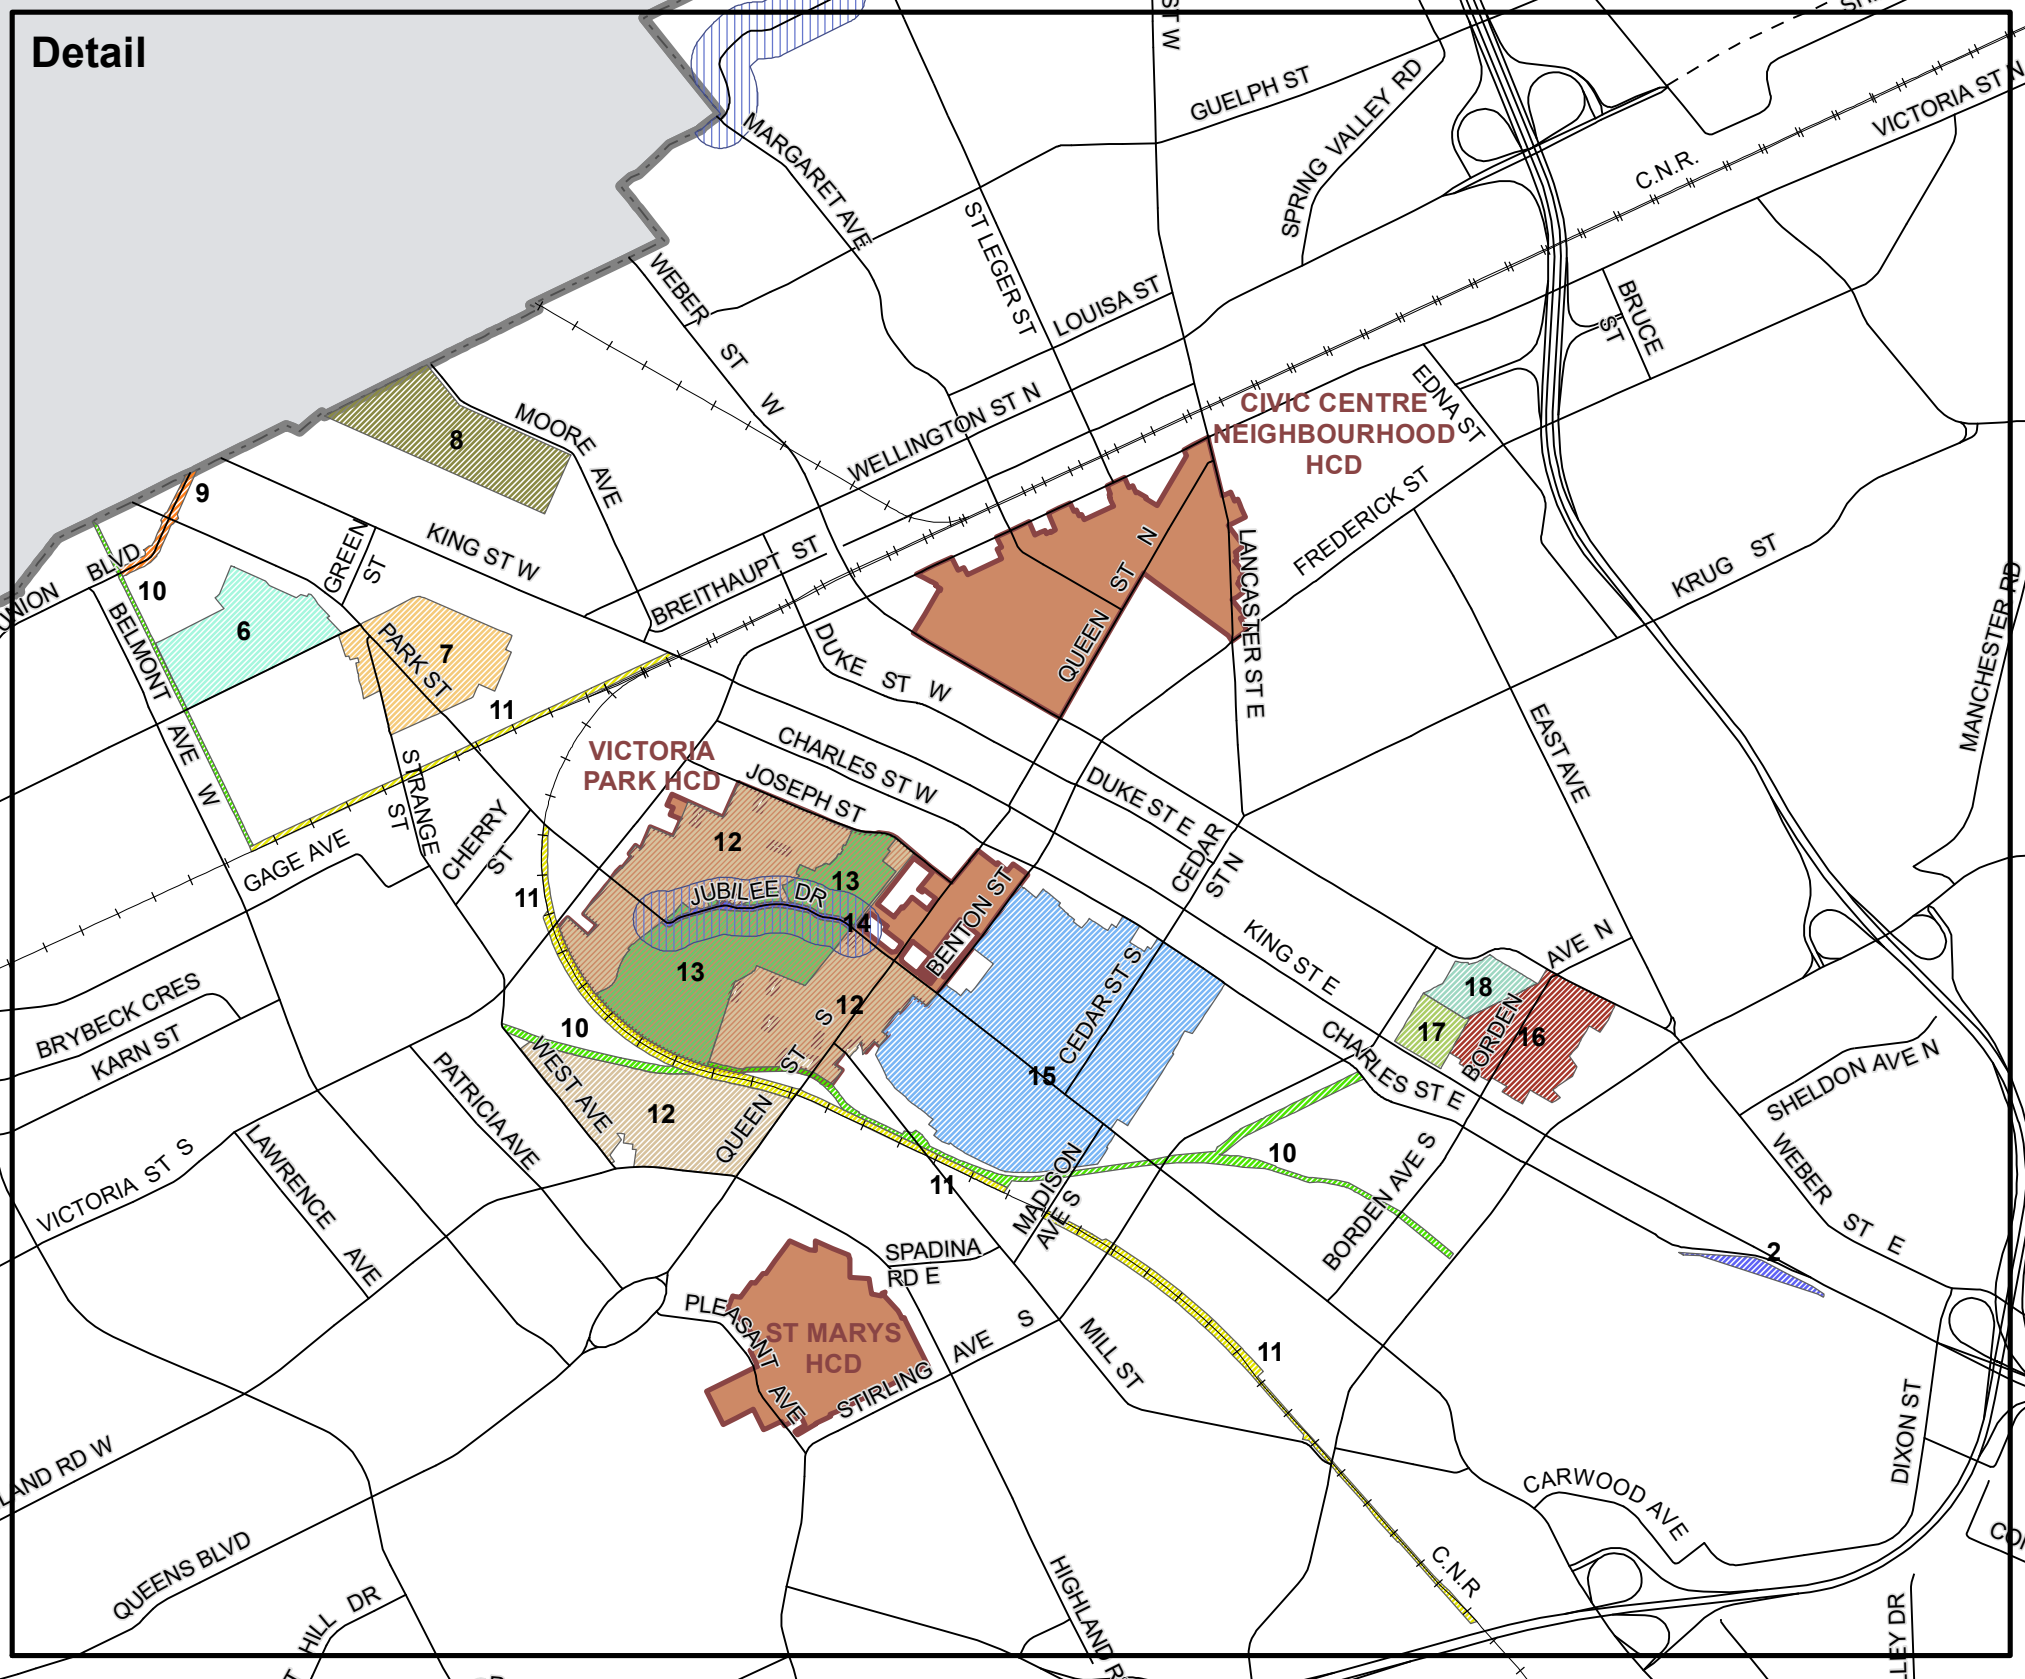 Detail
ST W
GUELPH ST
SPRING VALLEY RD
VICTORIA ST N
C.N.R.
MARGARET AVE
ST LEGER ST
WEBER
ST
W
LOUISA ST
BRUCE
ST
EDNA ST
WELLINGTON ST N
CIVIC CENTRE
NEIGHBOURHOOD
HCD
FREDERICK ST
MOORE
AVE
8
9
KING ST W
GREEN
ST
BREITHAUPT ST
UNION
BLVD
10
6
7
PARK ST
BELMONT
AVE
W
11
DUKE
ST
W
QUEEN
ST
N
LANCASTER ST E
KRUG
ST
MANCHESTER RD
EAST AVE
VICTORIA
PARK HCD
CHARLES ST W
JOSEPH ST
DUKE ST E
CEDAR
ST N
STRANGE
ST
CHERRY
ST
GAGE AVE
12
13
JUBILEE DR
14
11
BENTON ST
13
12
KING ST E
AVE N
BORDEN
18
17
16
BRYBECK CRES
KARN ST
10
WEST AVE
12
QUEEN
ST
S
CEDAR ST S
15
CHARLES ST E
SHELDON AVE N
PATRICIA AVE
VICTORIA ST S
LAWRENCE
AVE
11
MADISON
AVE S
10
BORDEN AVE S
WEBER
ST
E
2
SPADINA
RD E
PLEASANT
AVE
ST MARYS
HCD
STIRLING
AVE
S
MILL ST
11
DIXON ST
CARWOOD AVE
C.N.R
LAND RD W
QUEENS BLVD
HILL DR
HIGHLAND R
LEY DR